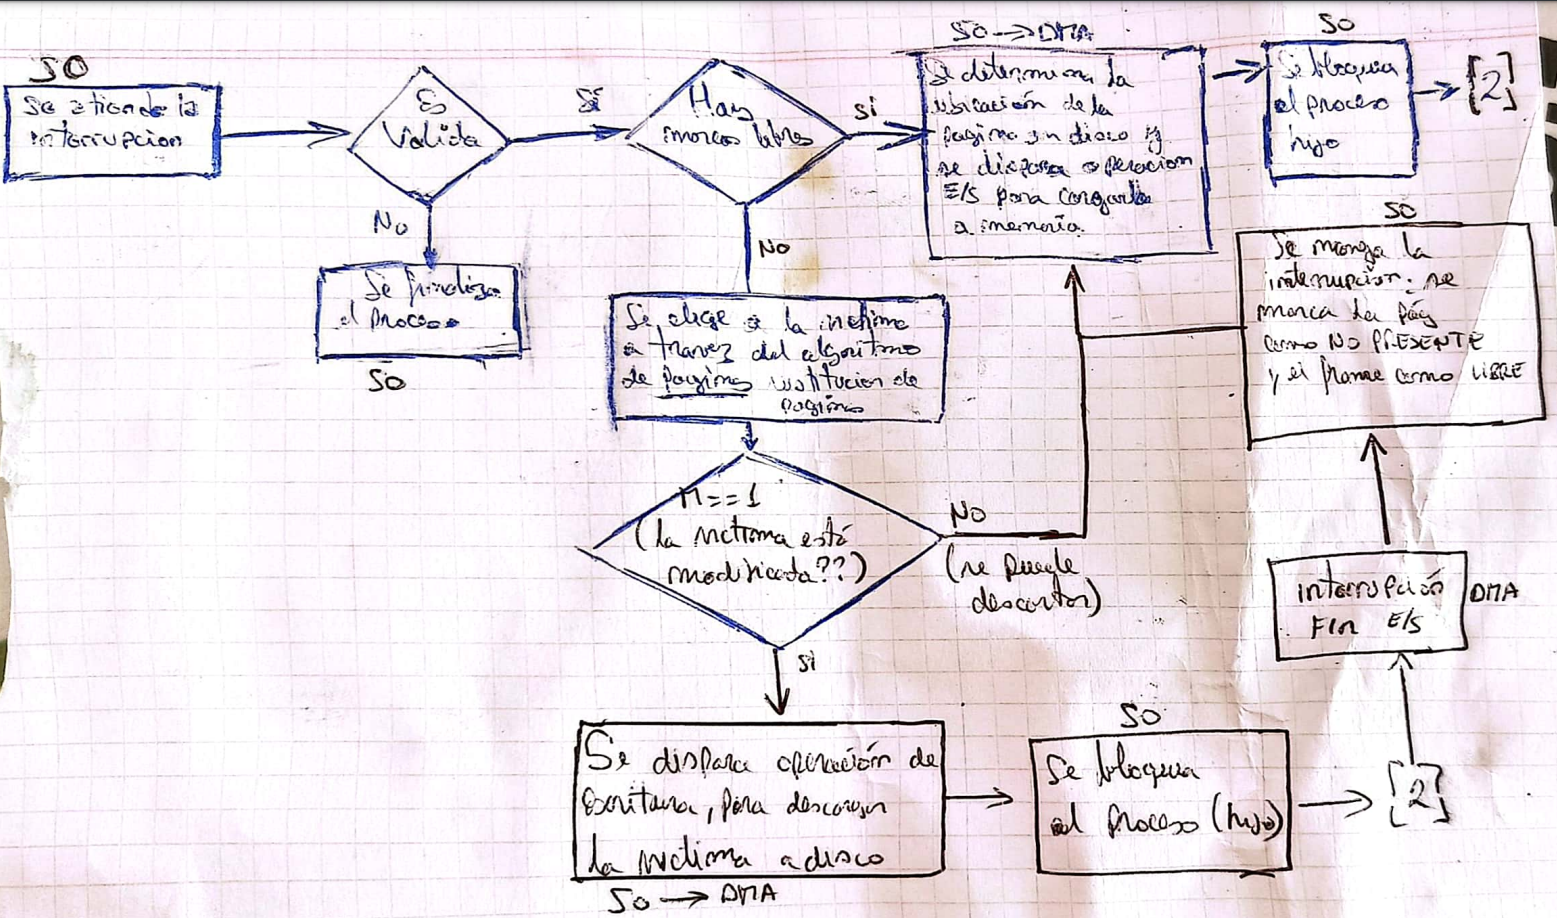 SO
Se atiende la
interrupcion
Es
Valida
Si
No
Se finaliza
el proceso
SO
Hay
marcos libres
Si
No
SO → DMA
Se determina la
ubicación de la
pagina en disco y
se dispara operacion
E/S para cargarla
a memoria.
SO
Se bloquea
el proceso
hijo
[2]
Se elige a la victima
a travez del algoritmo
de paginas sustitucion de
paginas
M==1
(la victima está
modificada??)
No
(se puede
descartar)
Si
Se dispara operación de
escritura, para descargar
la victima a disco
SO → DMA
SO
Se bloquea
el proceso (hijo)
[2]
interrupción
FIN E/S
DMA
SO
Se maneja la
interrupción: se
marca la pág
como NO PRESENTE
y el frame como LIBRE